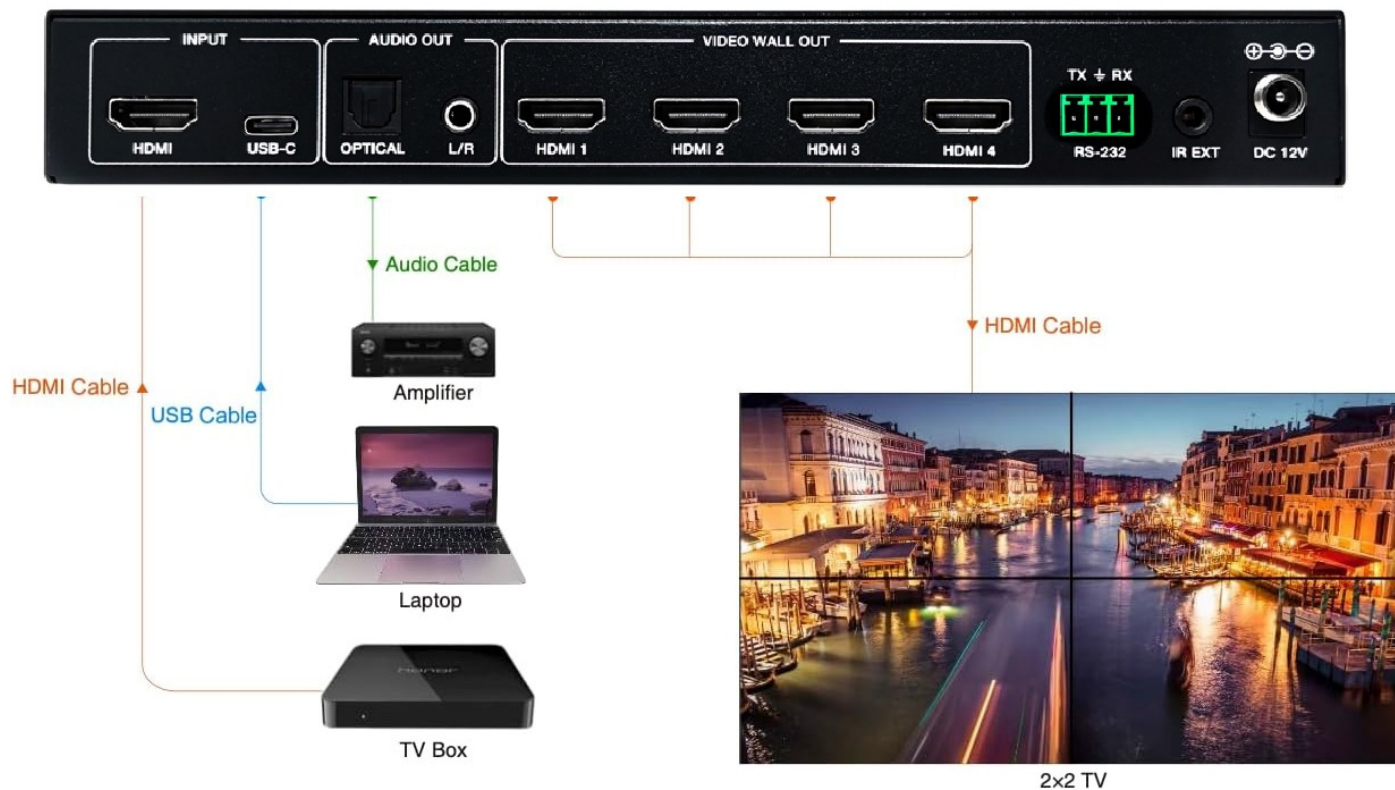 INPUT
AUDIO OUT
VIDEO WALL OUT
TX RX
HDMI
USB-C
OPTICAL
L/R
HDMI 1
HDMI 2
HDMI 3
HDMI 4
RS-232
IR EXT
DC 12V
Audio Cable
HDMI Cable
Amplifier
HDMI Cable
USB Cable
Laptop
honor
TV Box
2×2 TV